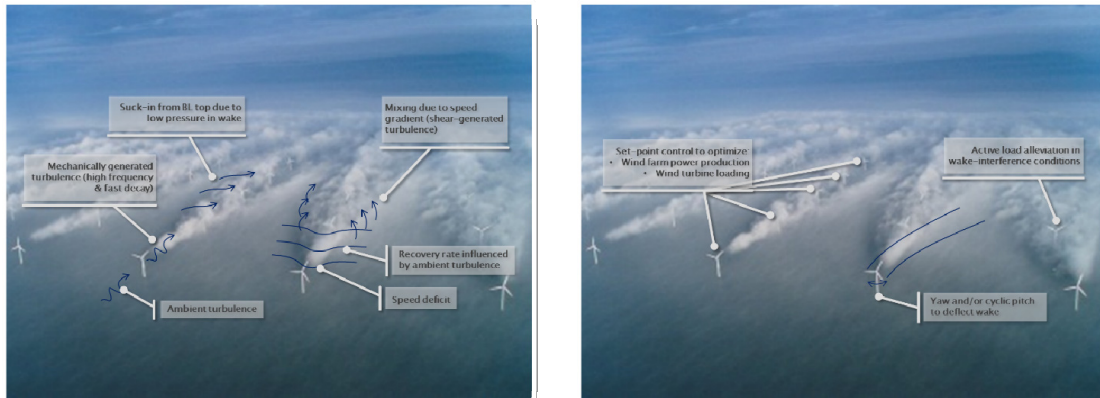 Suck-in from BL top due to
low pressure in wake
Mixing due to speed
gradient (shear-generated
turbulence)
Mechanically generated
turbulence (high frequency
& fast decay)
Recovery rate influenced
by ambient turbulence
Speed deficit
Ambient turbulence
Set-point control to optimize
• Wind farm power production
• Wind turbine loading
Active load alleviation in
wake-interference conditions
Yaw and/or cyclic pitch
to deflect wake